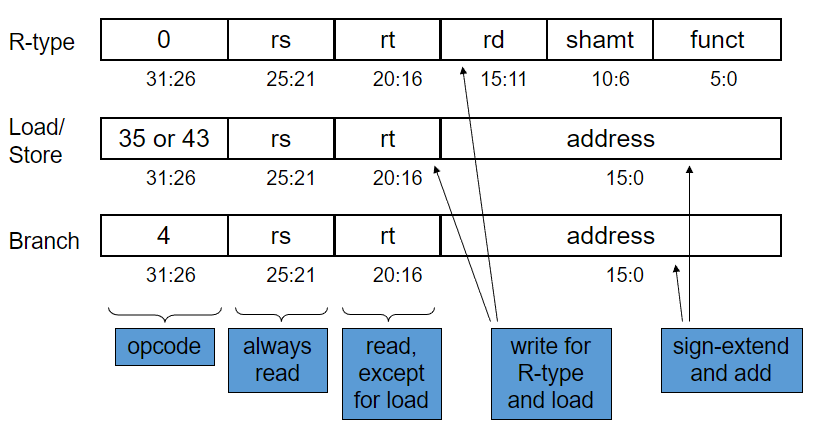 R-type 0 rs rt rd shamt funct
31:26 25:21 20:16 15:11 10:6 5:0
Load/
Store 35 or 43 rs rt address
31:26 25:21 20:16 15:0
Branch 4 rs rt address
31:26 25:21 20:16 15:0
opcode
always
read
read,
except
for load
write for
R-type
and load
sign-extend
and add